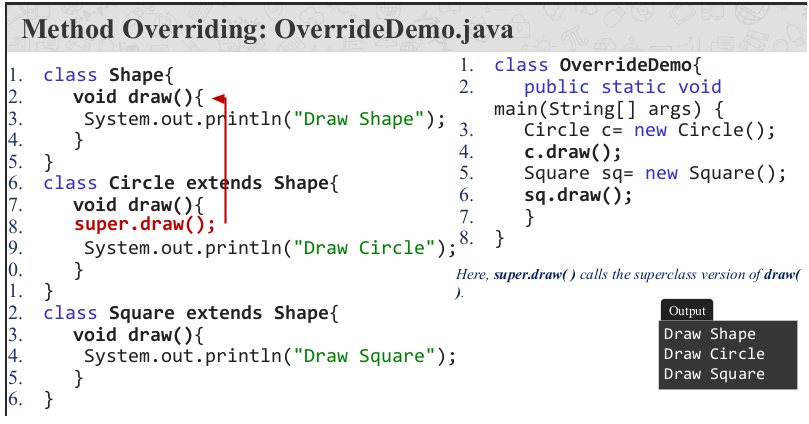 Method Overriding: OverrideDemo.java
1. class Shape{
2. void draw(){
3. System.out.println("Draw Shape");
4. }
5. }
6. class Circle extends Shape{
7. void draw(){
8. super.draw();
9. System.out.println("Draw Circle");
0. }
1. }
2. class Square extends Shape{
3. void draw(){
4. System.out.println("Draw Square");
5. }
6. }
1. class OverrideDemo{
2. public static void
main(String[] args) {
3. Circle c= new Circle();
4. c.draw();
5. Square sq= new Square();
6. sq.draw();
7. }
8. }
Here, super.draw( ) calls the superclass version of draw(
).
Output
Draw Shape
Draw Circle
Draw Square